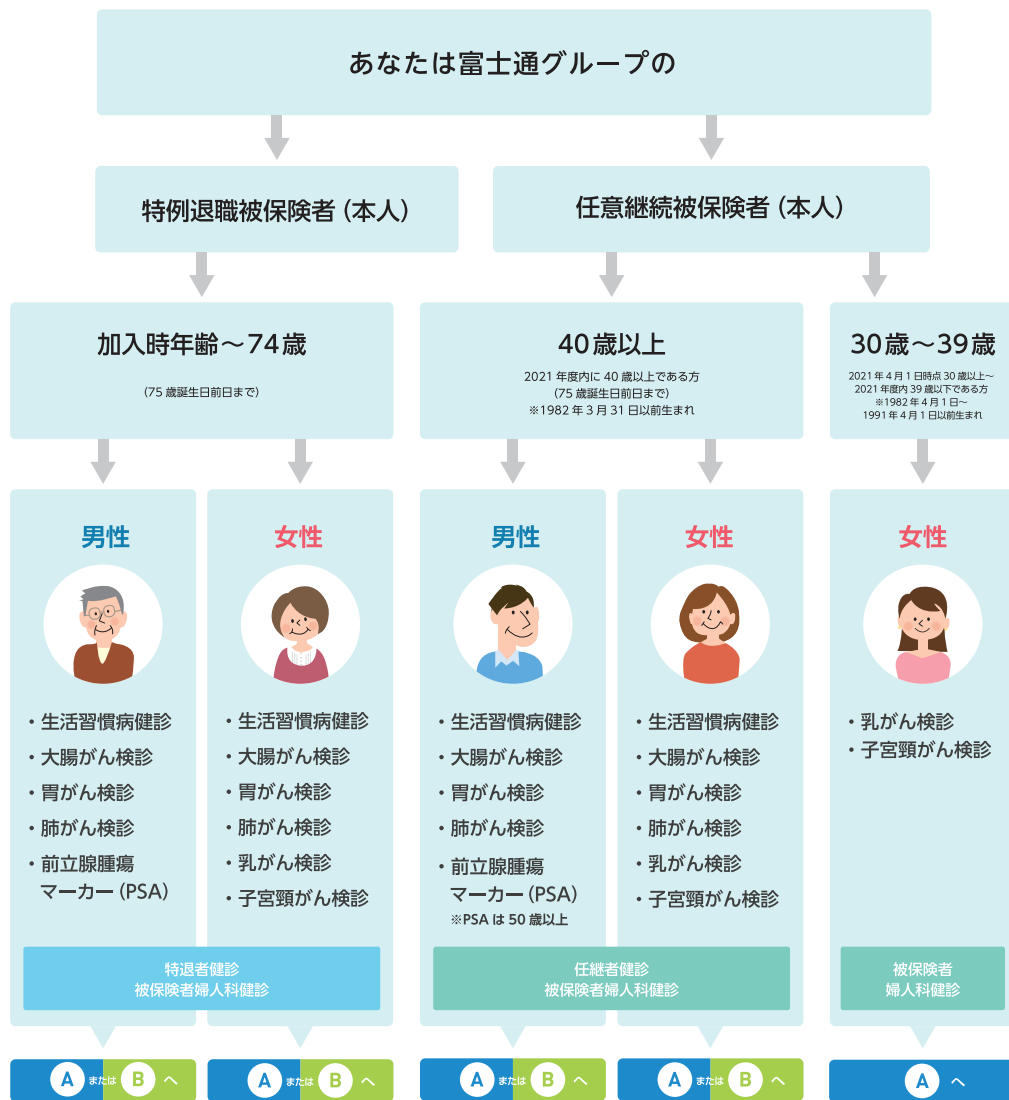 あなたは富士通グループの
特例退職被保険者（本人）
任意継続被保険者（本人）
加入時年齢～74歳
（75歳誕生日前日まで）
40歳以上
2021年度内に40歳以上である方
（75歳誕生日前日まで）
※1982年3月31日以前生まれ
30歳～39歳
2021年4月1日時点30歳以上～
2021年度内39歳以下である方
※1982年4月1日～
1991年4月1日以前生まれ
男性
・生活習慣病健診
・大腸がん検診
・胃がん検診
・肺がん検診
・前立腺腫瘍
マーカー（PSA）
女性
・生活習慣病健診
・大腸がん検診
・胃がん検診
・肺がん検診
・乳がん検診
・子宮頸がん検診
特退者健診
被保険者婦人科健診
男性
・生活習慣病健診
・大腸がん検診
・胃がん検診
・肺がん検診
・前立腺腫瘍
マーカー（PSA）
※PSAは50歳以上
女性
・生活習慣病健診
・大腸がん検診
・胃がん検診
・肺がん検診
・乳がん検診
・子宮頸がん検診
任継者健診
被保険者婦人科健診
女性
・乳がん検診
・子宮頸がん検診
被保険者
婦人科健診
A または B へ
A または B へ
A または B へ
A または B へ
A へ